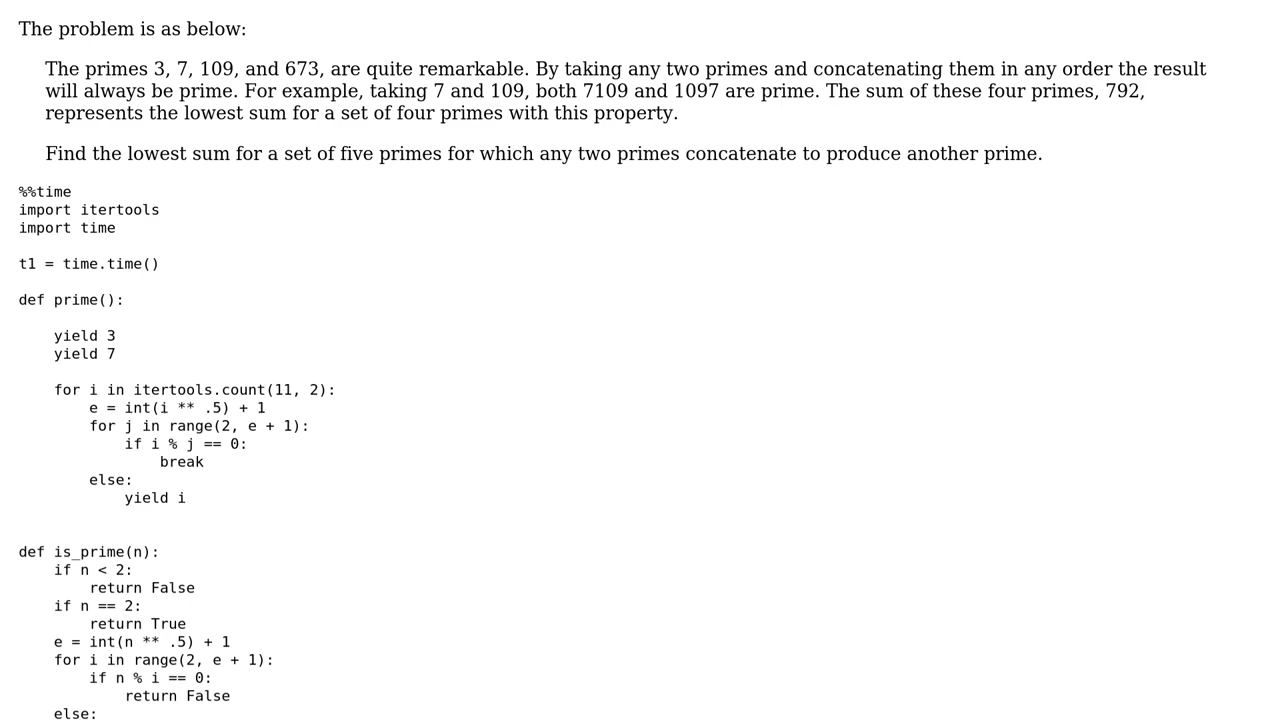 The problem is as below:
The primes 3, 7, 109, and 673, are quite remarkable. By taking any two primes and concatenating them in any order the result
will always be prime. For example, taking 7 and 109, both 7109 and 1097 are prime. The sum of these four primes, 792,
represents the lowest sum for a set of four primes with this property.
Find the lowest sum for a set of five primes for which any two primes concatenate to produce another prime.
%%time
import itertools
import time

t1 = time.time()

def prime():

    yield 3
    yield 7

    for i in itertools.count(11, 2):
        e = int(i ** .5) + 1
        for j in range(2, e + 1):
            if i % j == 0:
                break
        else:
            yield i


def is_prime(n):
    if n < 2:
        return False
    if n == 2:
        return True
    e = int(n ** .5) + 1
    for i in range(2, e + 1):
        if n % i == 0:
            return False
    else: